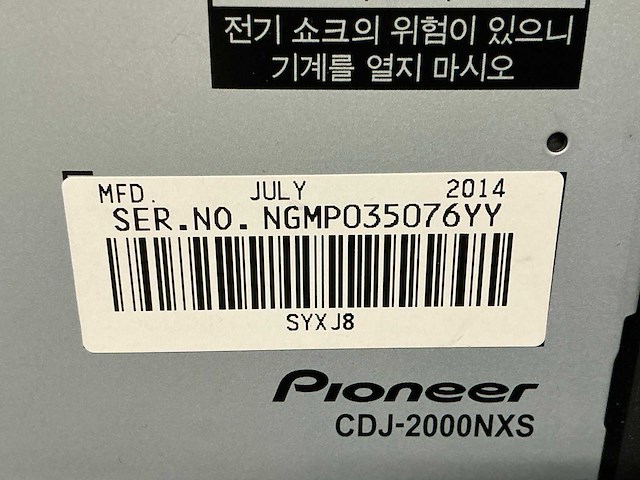 전기 쇼크의 위험이 있으니
기계를 열지 마시오
MFD. JULY 2014
SER.NO. NGMP035076YY
SYXJ8
Pioneer
CDJ-2000NXS